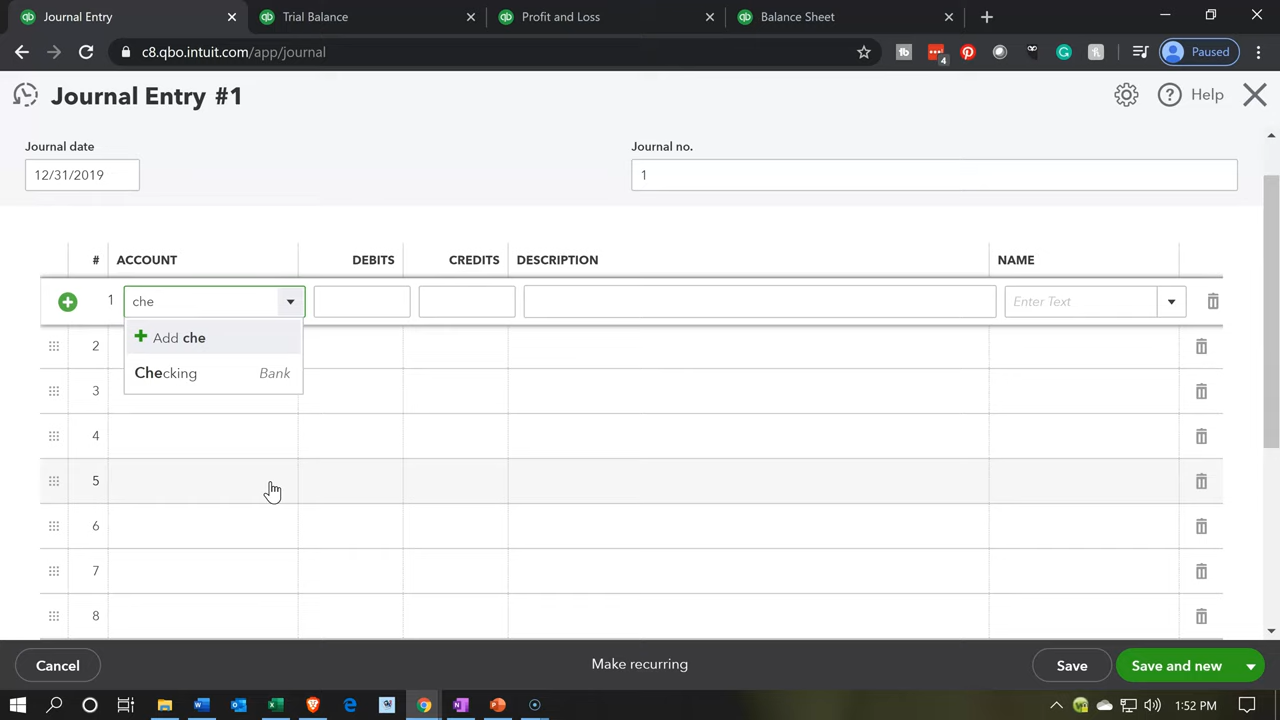 Journal Entry
Trial Balance
Profit and Loss
Balance Sheet
c8.qbo.intuit.com/app/journal
4
Paused
Journal Entry #1
Help
Journal date
Journal no.
12/31/2019
1
# ACCOUNT DEBITS CREDITS DESCRIPTION NAME
1 che Enter Text
Add che
2
Checking Bank
3
4
5
6
7
8
Cancel
Make recurring
Save
Save and new
1:52 PM